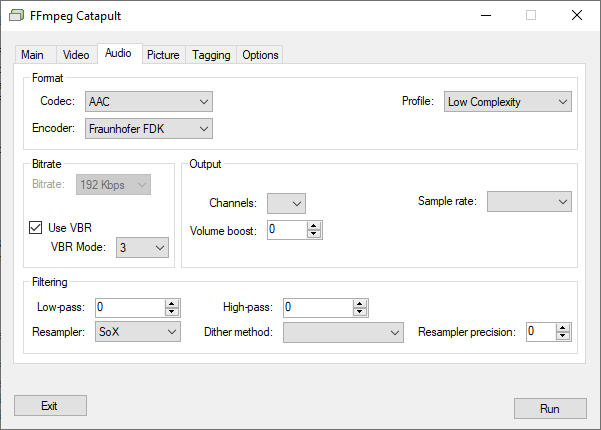 FFmpeg Catapult
Main Video Audio Picture Tagging Options
Format
Codec: AAC Profile: Low Complexity
Encoder: Fraunhofer FDK
Bitrate Output
Bitrate: 192 Kbps
Channels: Sample rate:
Use VBR Volume boost: 0
VBR Mode: 3
Filtering
Low-pass: 0 High-pass: 0
Resampler: SoX Dither method: Resampler precision: 0
Exit Run